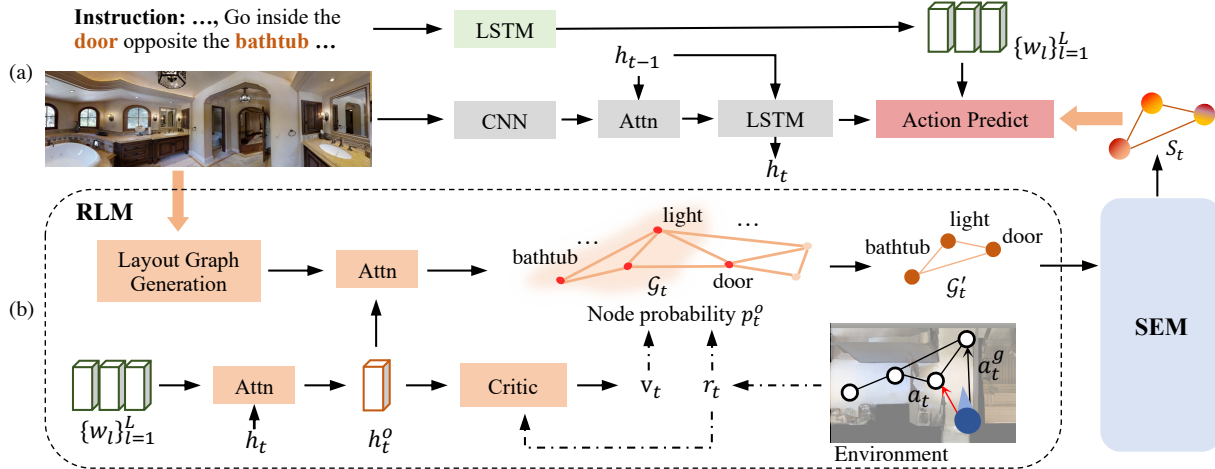 Instruction: …, Go inside the
door opposite the bathtub …
LSTM
{w_l}_{l=1}^L
(a)
h_{t-1}
CNN
Attn
LSTM
Action Predict
h_t
S_t
RLM
Layout Graph
Generation
Attn
bathtub
…
light
…
door
G_t
Node probability p_t^o
light
bathtub
door
G_t'
SEM
(b)
{w_l}_{l=1}^L
Attn
h_t
h_t^o
Critic
v_t
r_t
a_t
a_t^g
Environment